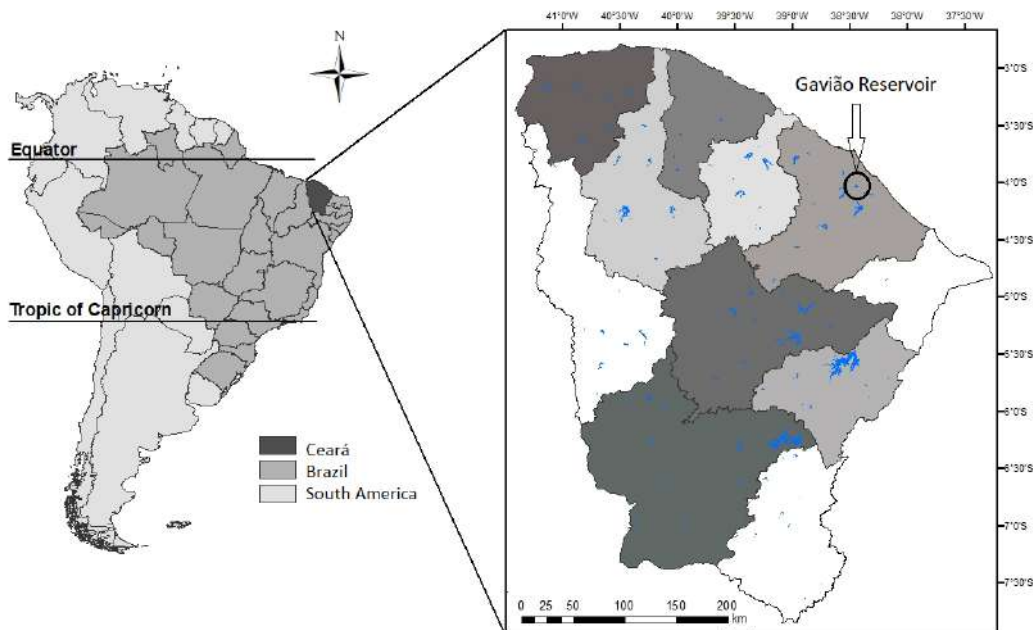 N
Equator
Tropic of Capricorn
Ceará
Brazil
South America
41°0'W 40°30'W 40°0'W 39°30'W 39°0'W 38°30'W 38°0'W 37°30'W
Gavião Reservoir
3°0'S
3°30'S
4°0'S
4°30'S
5°0'S
5°30'S
6°0'S
6°30'S
7°0'S
7°30'S
0 25 50 100 150 200
km